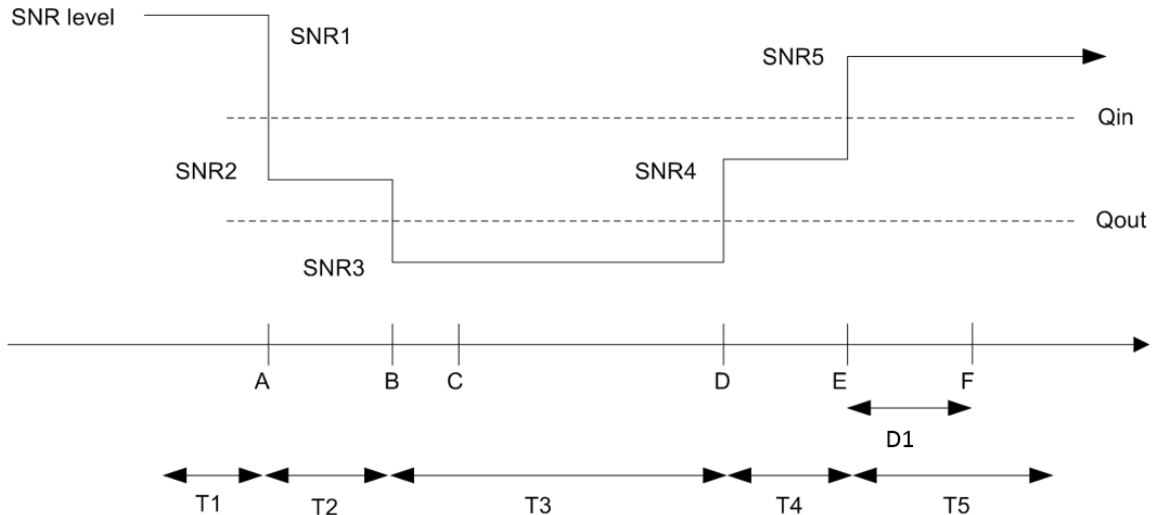 SNR level
SNR1
SNR5
Qin
SNR2
SNR4
Qout
SNR3
A
B
C
D
E
F
D1
T1
T2
T3
T4
T5